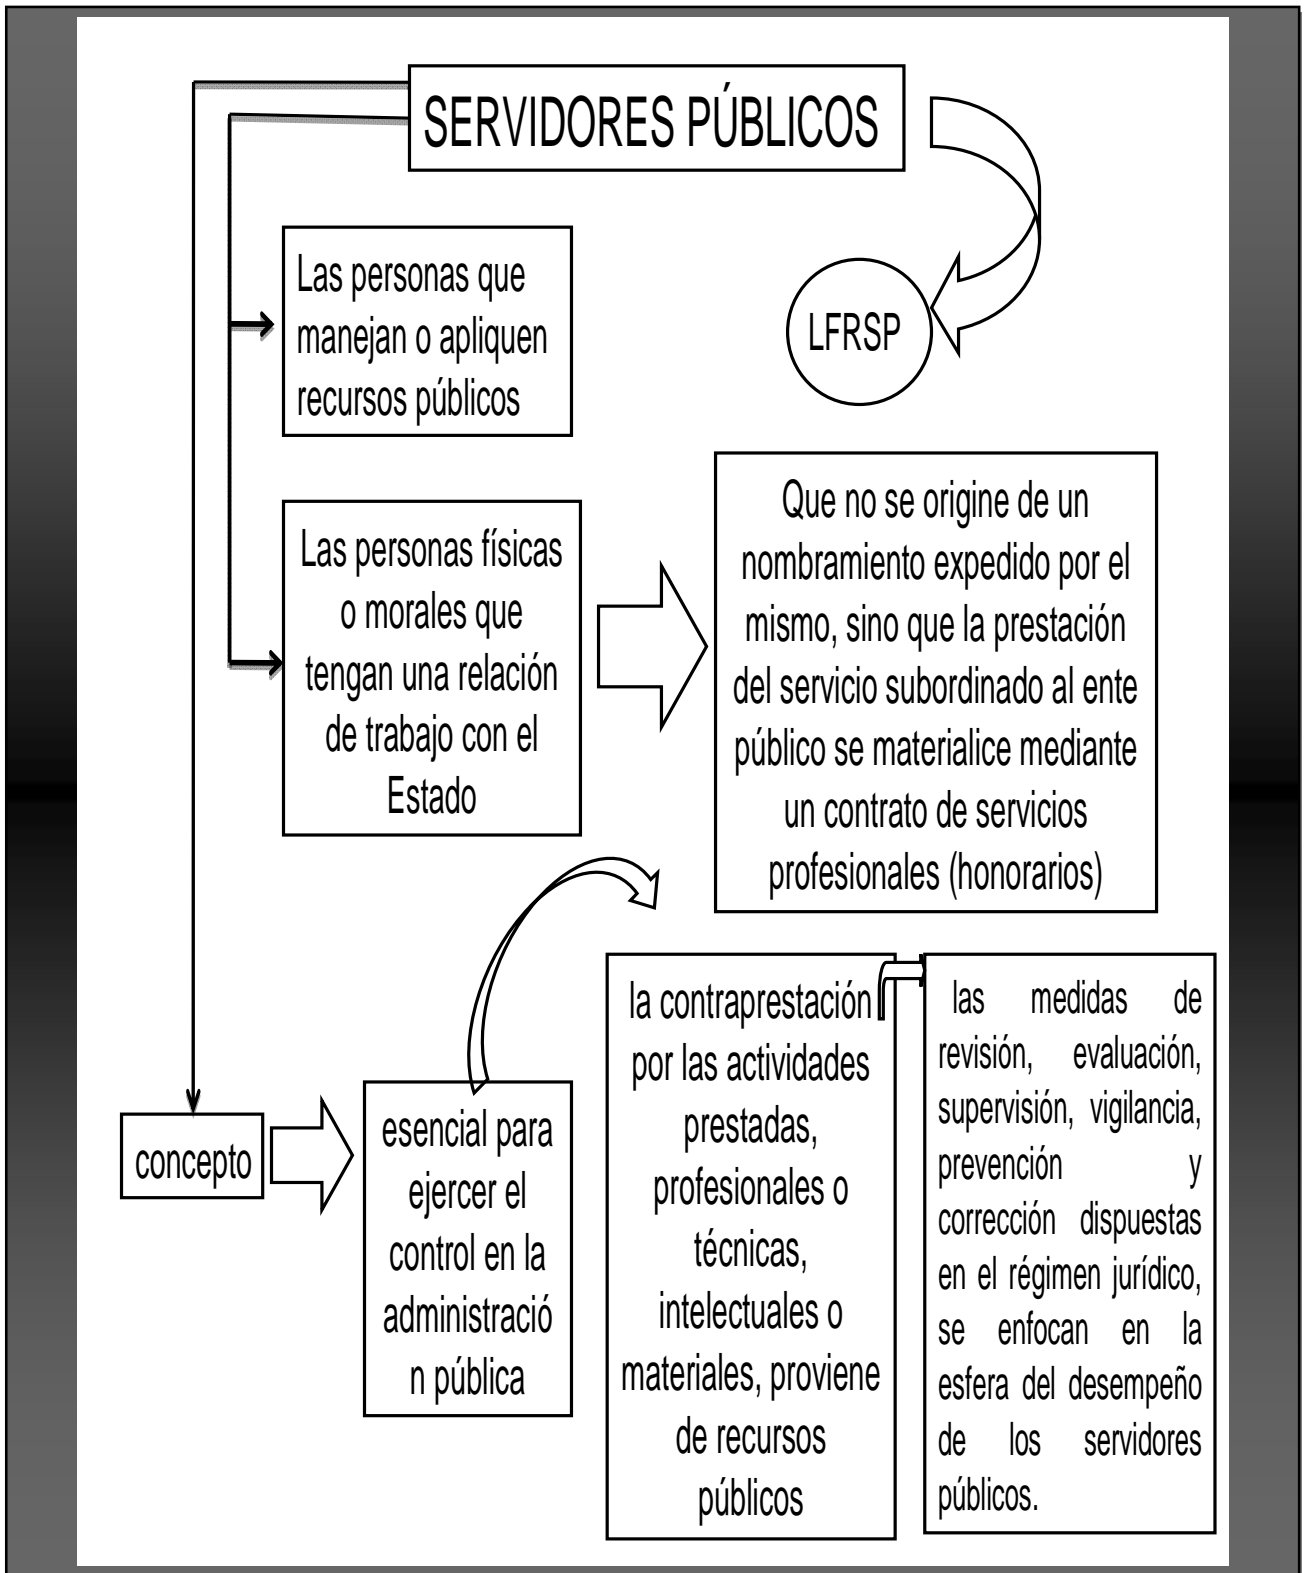 SERVIDORES PÚBLICOS
Las personas que
manejan o apliquen
recursos públicos
LFRSP
Las personas físicas
o morales que
tengan una relación
de trabajo con el
Estado
Que no se origine de un
nombramiento expedido por el
mismo, sino que la prestación
del servicio subordinado al ente
público se materialice mediante
un contrato de servicios
profesionales (honorarios)
concepto
esencial para
ejercer el
control en la
administració
n pública
la contraprestación
por las actividades
prestadas,
profesionales o
técnicas,
intelectuales o
materiales, proviene
de recursos
públicos
las medidas de
revisión, evaluación,
supervisión, vigilancia,
prevención y
corrección dispuestas
en el régimen jurídico,
se enfocan en la
esfera del desempeño
de los servidores
públicos.